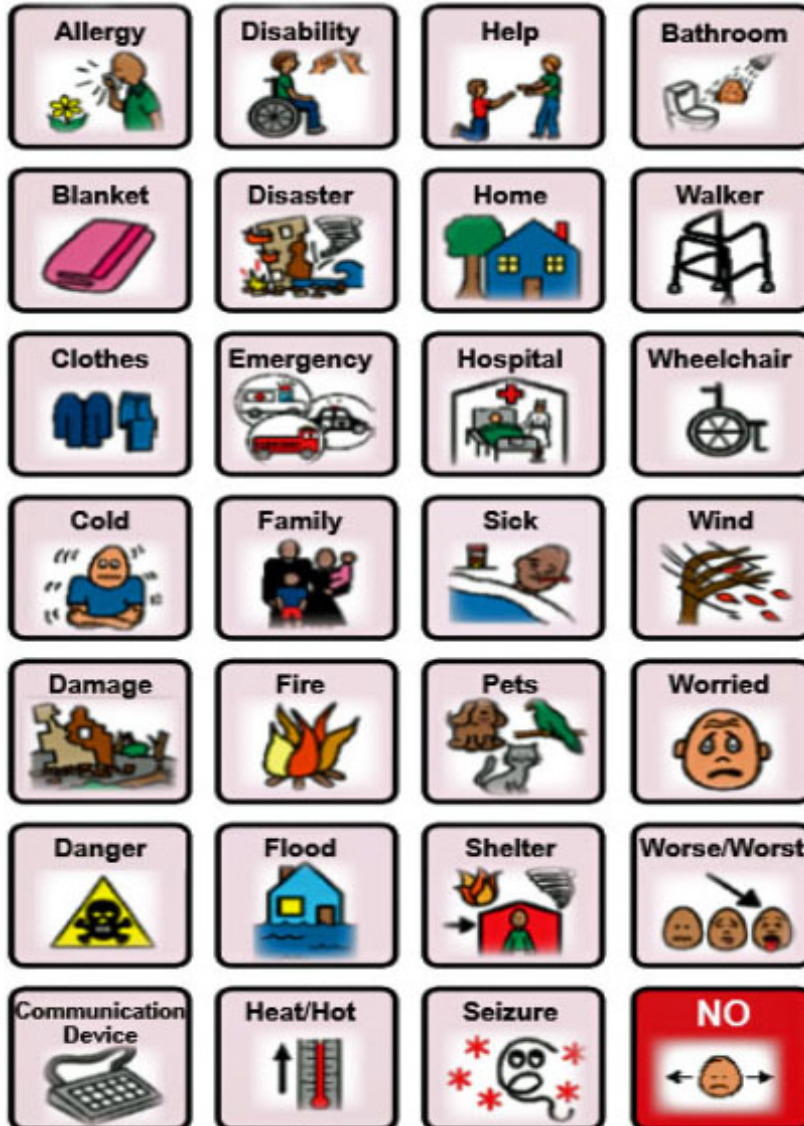 Allergy
Disability
Help
Bathroom
Blanket
Disaster
Home
Walker
Clothes
Emergency
Hospital
Wheelchair
Cold
Family
Sick
Wind
Damage
Fire
Pets
Worried
Danger
Flood
Shelter
Worse/Worst
Communication
Device
Heat/Hot
Seizure
NO